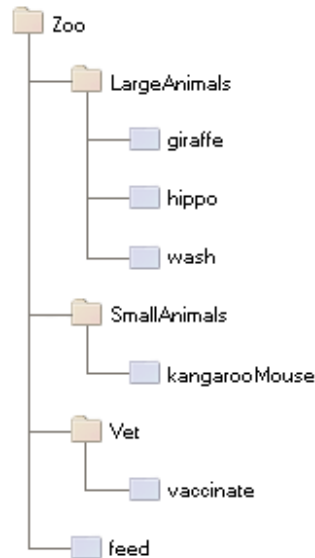 Zoo
LargeAnimals
giraffe
hippo
wash
SmallAnimals
kangarooMouse
Vet
vaccinate
feed